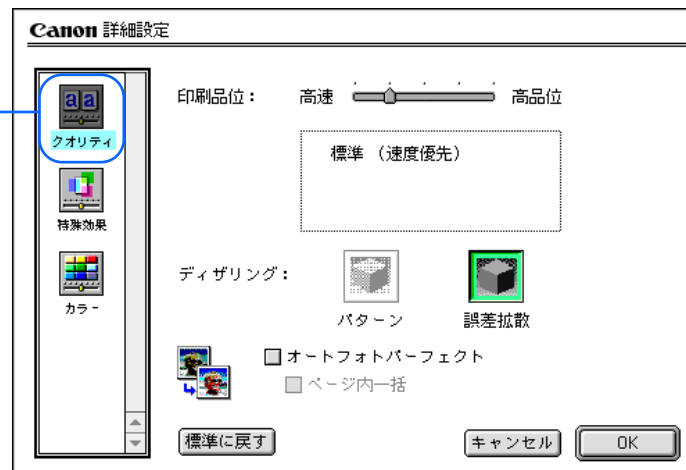 Canon 詳細設定
aa
クオリティ
特殊効果
カラー
印刷品位： 高速 高品位
標準 （速度優先）
ディザリング：
パターン 誤差拡散
オートフォトパーフェクト
ページ内一括
標準に戻す キャンセル OK